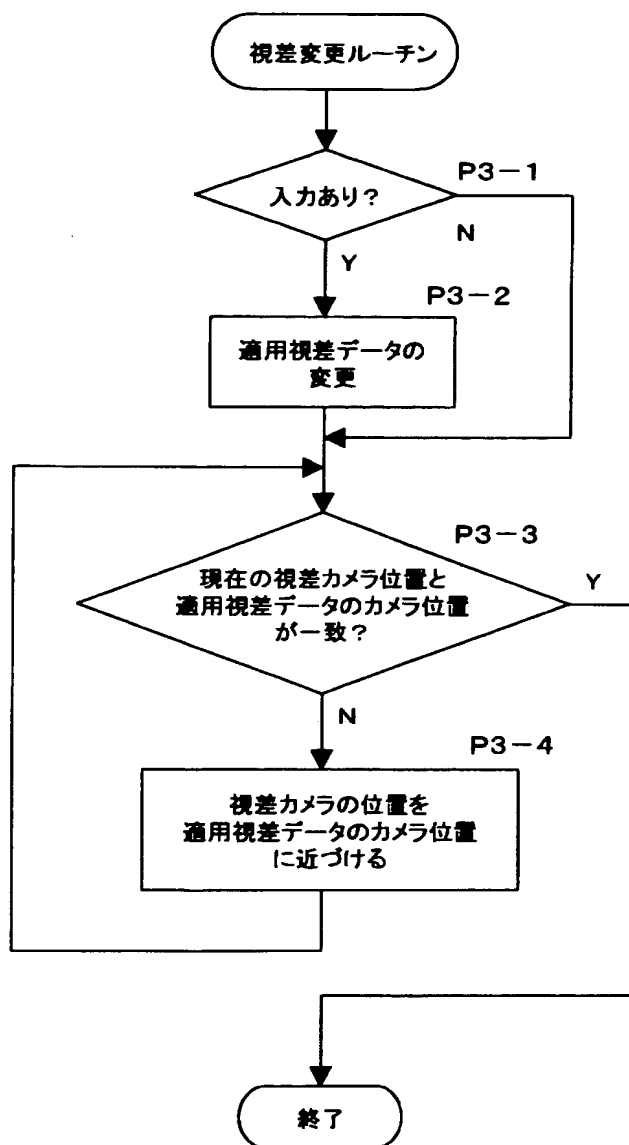 視差変更ルーチン
P3-1
入力あり?
N
Y
P3-2
適用視差データの
変更
P3-3
現在の視差カメラ位置と
適用視差データのカメラ位置
が一致?
Y
N
P3-4
視差カメラの位置を
適用視差データのカメラ位置
に近づける
終了